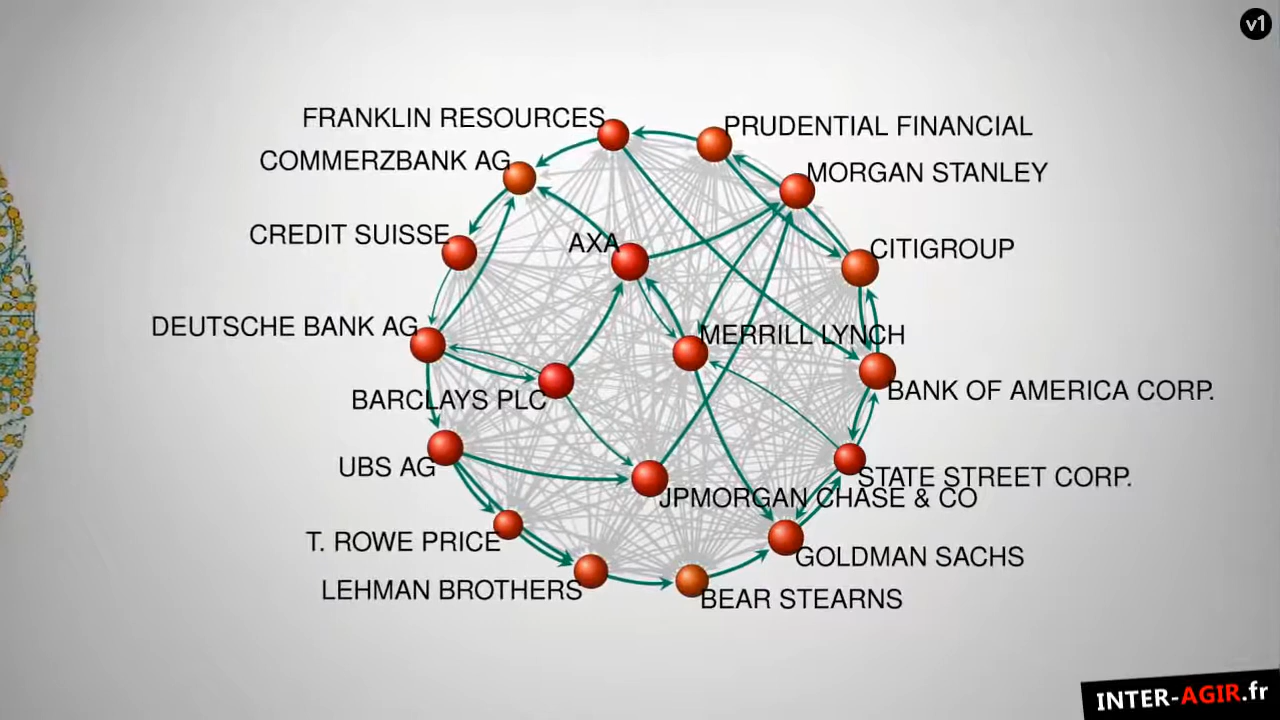 v1
FRANKLIN RESOURCES
PRUDENTIAL FINANCIAL
COMMERZBANK AG
MORGAN STANLEY
CREDIT SUISSE
AXA
CITIGROUP
DEUTSCHE BANK AG
MERRILL LYNCH
BARCLAYS PLC
BANK OF AMERICA CORP.
UBS AG
STATE STREET CORP.
JPMORGAN CHASE & CO
T. ROWE PRICE
GOLDMAN SACHS
LEHMAN BROTHERS
BEAR STEARNS
INTER-AGIR.fr